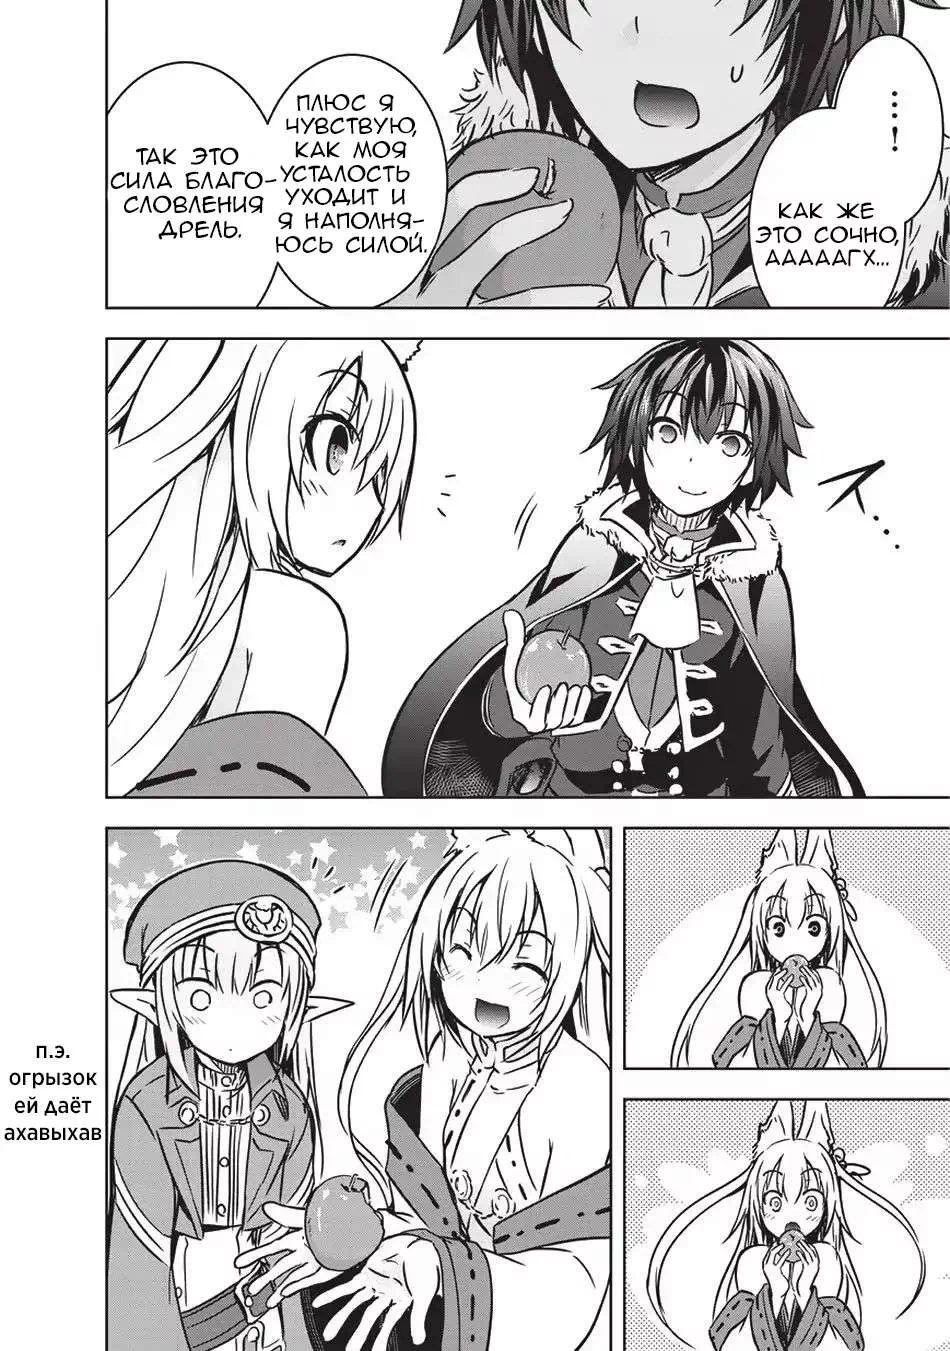 ...!
КАК ЖЕ
ЭТО СОЧНО,
АААААГХ...
ПЛЮС Я
ЧУВСТВУЮ,
КАК МОЯ
УСТАЛОСТЬ
УХОДИТ И
Я НАПОЛНЯ-
ЮСЬ СИЛОЙ.
ТАК ЭТО
СИЛА БЛАГО-
СЛОВЛЕНИЯ
ДРЕЛЬ.
ス...
п.э.
огрызок
ей даёт
ахавыхав